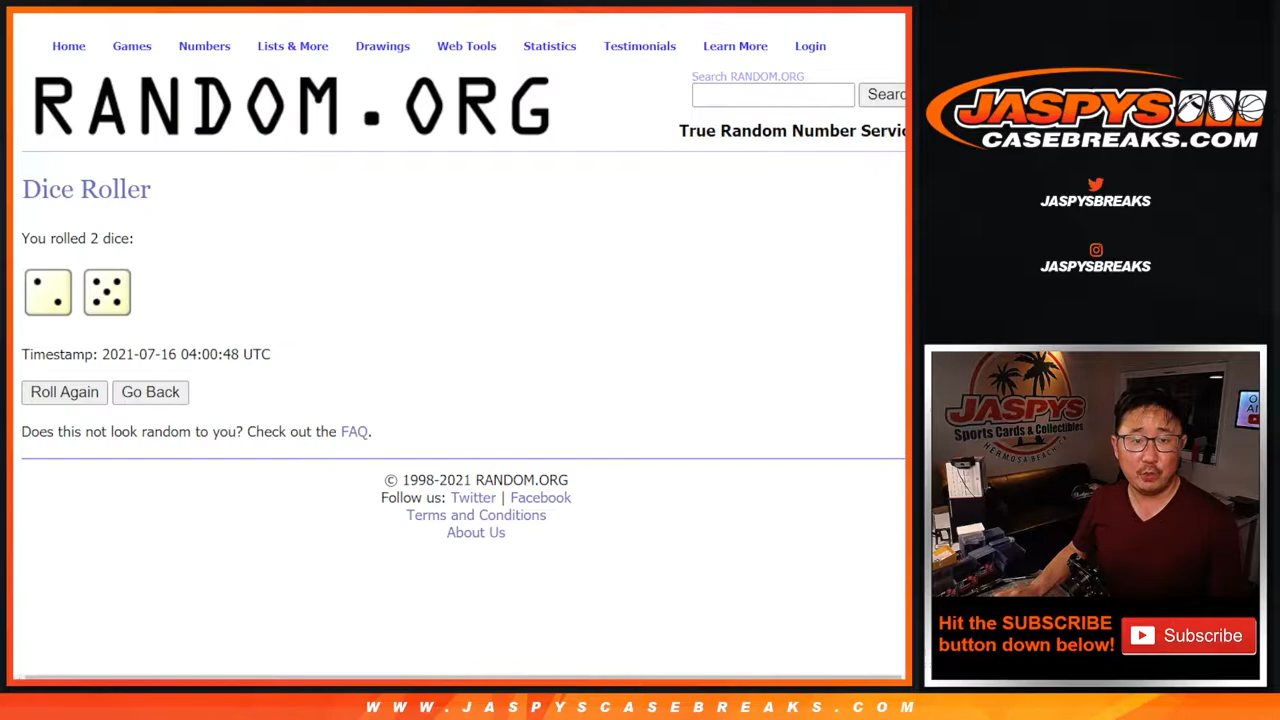 Home Games Numbers Lists & More Drawings Web Tools Statistics Testimonials Learn More Login
RANDOM.ORG
Search RANDOM.ORG
Searc
True Random Number Servic
Dice Roller
You rolled 2 dice:
Timestamp: 2021-07-16 04:00:48 UTC
Roll Again Go Back
Does this not look random to you? Check out the FAQ.
© 1998-2021 RANDOM.ORG
Follow us: Twitter | Facebook
Terms and Conditions
About Us
JASPYS
CASEBREAKS.COM
JASPYSBREAKS
JASPYSBREAKS
JASPYS
Sports Cards & Collectibles
HERMOSA BEACH
Hit the SUBSCRIBE
button down below!
Subscribe
WWW.JASPYSCASEBREAKS.COM